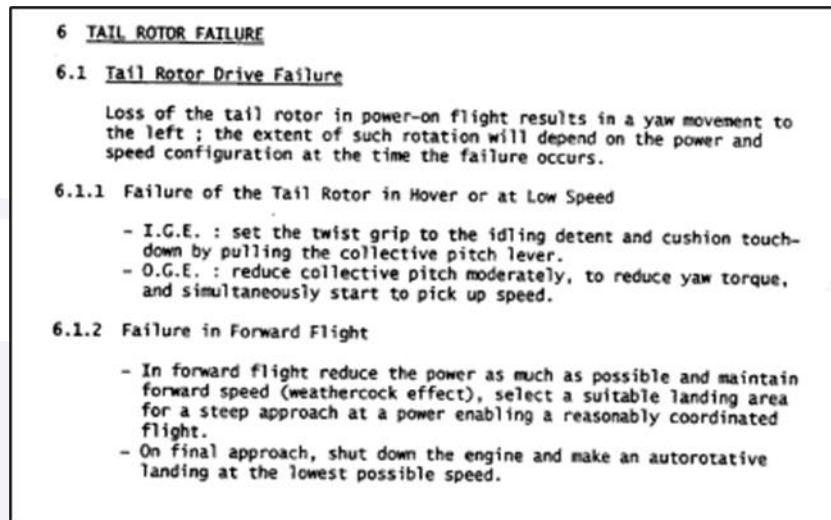 6 TAIL ROTOR FAILURE
6.1 Tail Rotor Drive Failure
Loss of the tail rotor in power-on flight results in a yaw movement to
the left ; the extent of such rotation will depend on the power and
speed configuration at the time the failure occurs.
6.1.1 Failure of the Tail Rotor in Hover or at Low Speed
- I.G.E. : set the twist grip to the idling detent and cushion touch-
down by pulling the collective pitch lever.
- O.G.E. : reduce collective pitch moderately, to reduce yaw torque,
and simultaneously start to pick up speed.
6.1.2 Failure in Forward Flight
- In forward flight reduce the power as much as possible and maintain
forward speed (weathercock effect), select a suitable landing area
for a steep approach at a power enabling a reasonably coordinated
flight.
- On final approach, shut down the engine and make an autorotative
landing at the lowest possible speed.